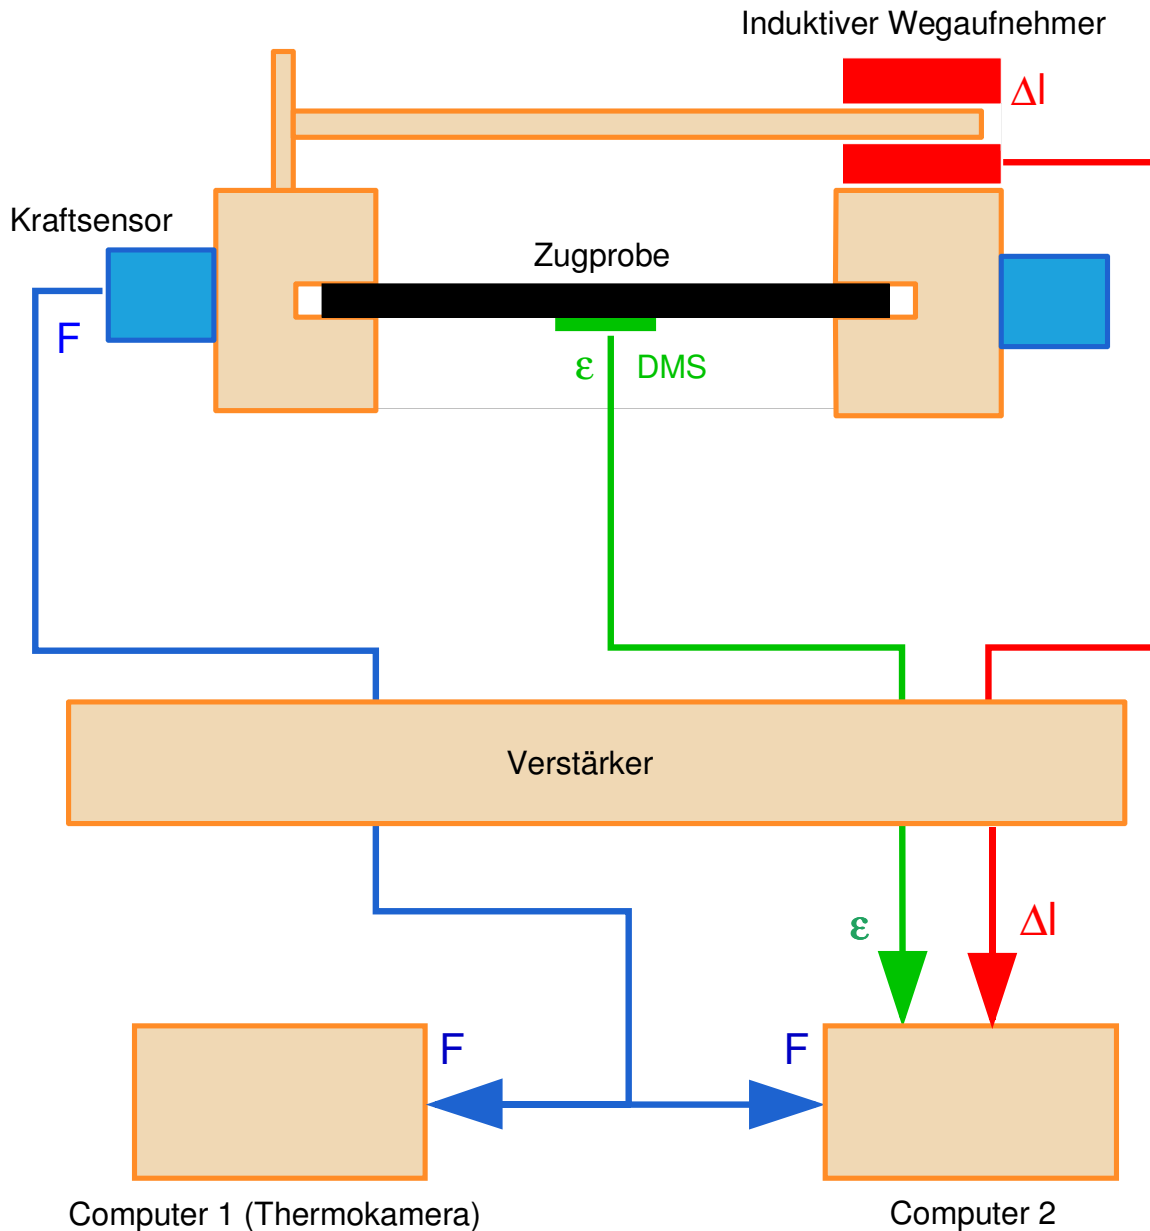 Induktiver Wegaufnehmer
Δl
Kraftsensor
Zugprobe
F
ε
DMS
Verstärker
ε
Δl
F
F
Computer 1 (Thermokamera)
Computer 2